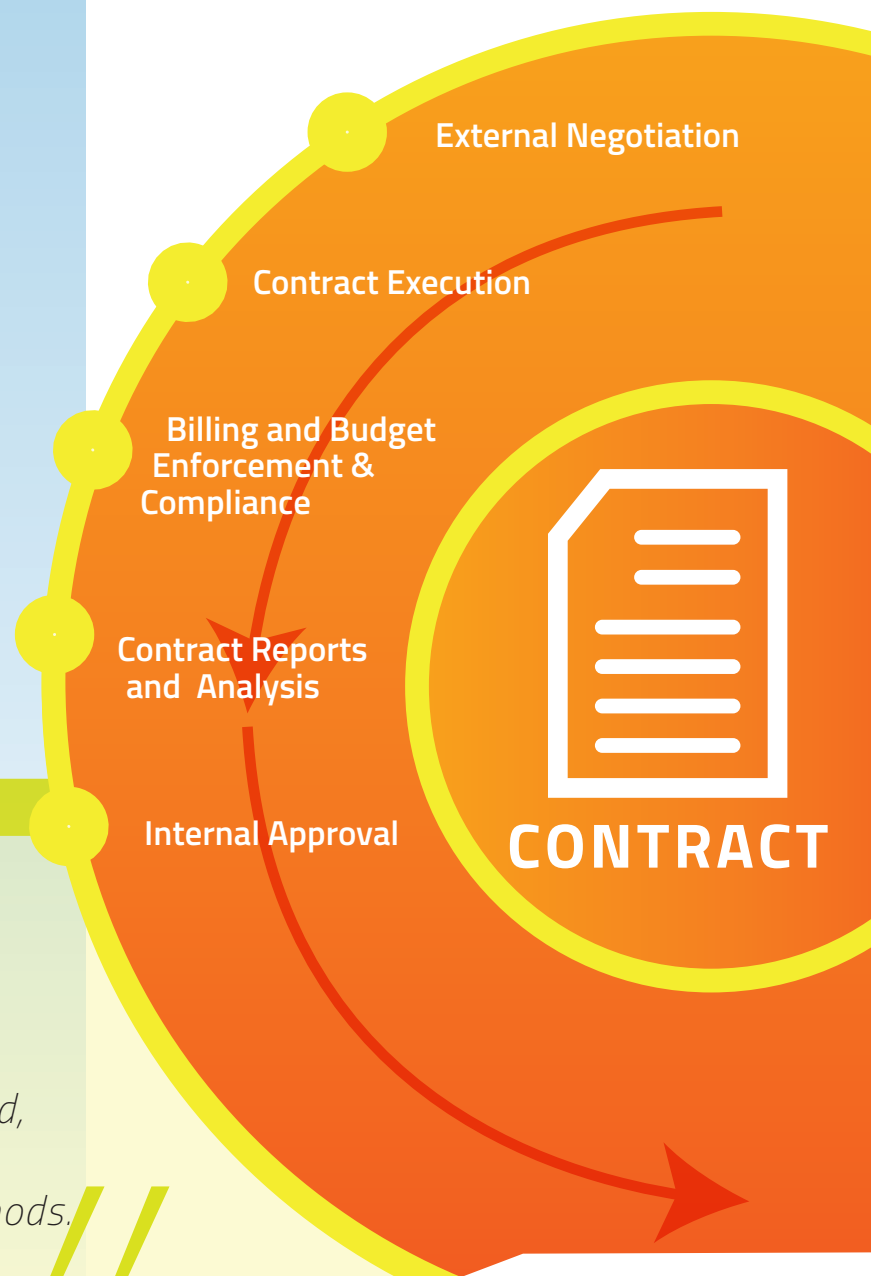 External Negotiation
Contract Execution
Billing and Budget
Enforcement &
Compliance
Contract Reports
and Analysis
Internal Approval
CONTRACT